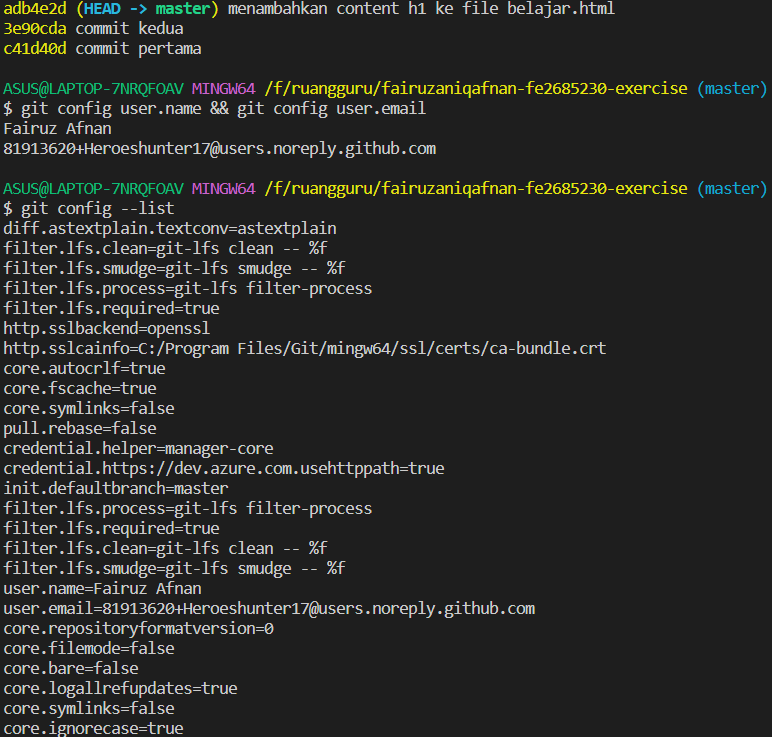 adb4e2d (HEAD -> master) menambahkan content h1 ke file belajar.html
3e90cda commit kedua
c41d40d commit pertama
ASUS@LAPTOP-7NRQFOAV MINGW64 /f/ruangguru/fairuzaniqafnan-fe2685230-exercise (master)
$ git config user.name && git config user.email
Fairuz Afnan
81913620+Heroeshunter17@users.noreply.github.com
ASUS@LAPTOP-7NRQFOAV MINGW64 /f/ruangguru/fairuzaniqafnan-fe2685230-exercise (master)
$ git config --list
diff.astextplain.textconv=astextplain
filter.lfs.clean=git-lfs clean -- %f
filter.lfs.smudge=git-lfs smudge -- %f
filter.lfs.process=git-lfs filter-process
filter.lfs.required=true
http.sslbackend=openssl
http.sslcainfo=C:/Program Files/Git/mingw64/ssl/certs/ca-bundle.crt
core.autocrlf=true
core.fscache=true
core.symlinks=false
pull.rebase=false
credential.helper=manager-core
credential.https://dev.azure.com.usehttppath=true
init.defaultbranch=master
filter.lfs.process=git-lfs filter-process
filter.lfs.required=true
filter.lfs.clean=git-lfs clean -- %f
filter.lfs.smudge=git-lfs smudge -- %f
user.name=Fairuz Afnan
user.email=81913620+Heroeshunter17@users.noreply.github.com
core.repositoryformatversion=0
core.filemode=false
core.bare=false
core.logallrefupdates=true
core.symlinks=false
core.ignorecase=true